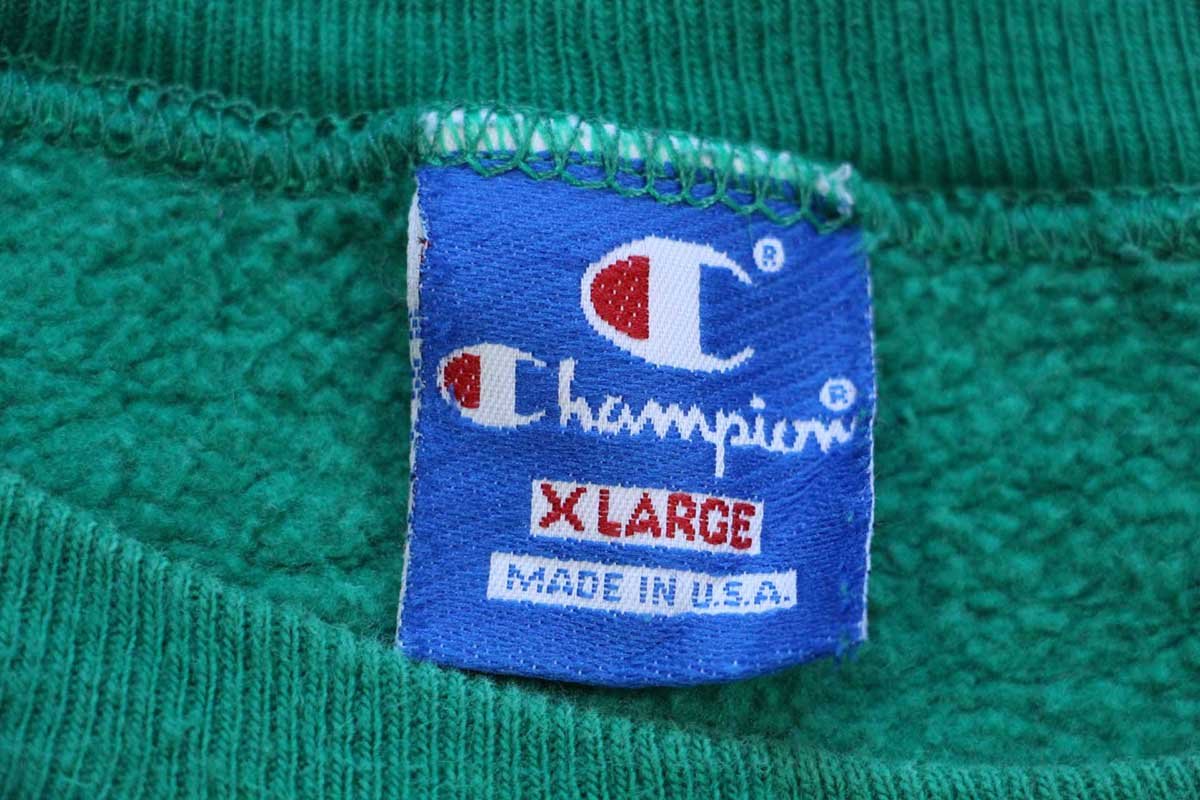 C®
Champion®
X LARGE
MADE IN U.S.A.